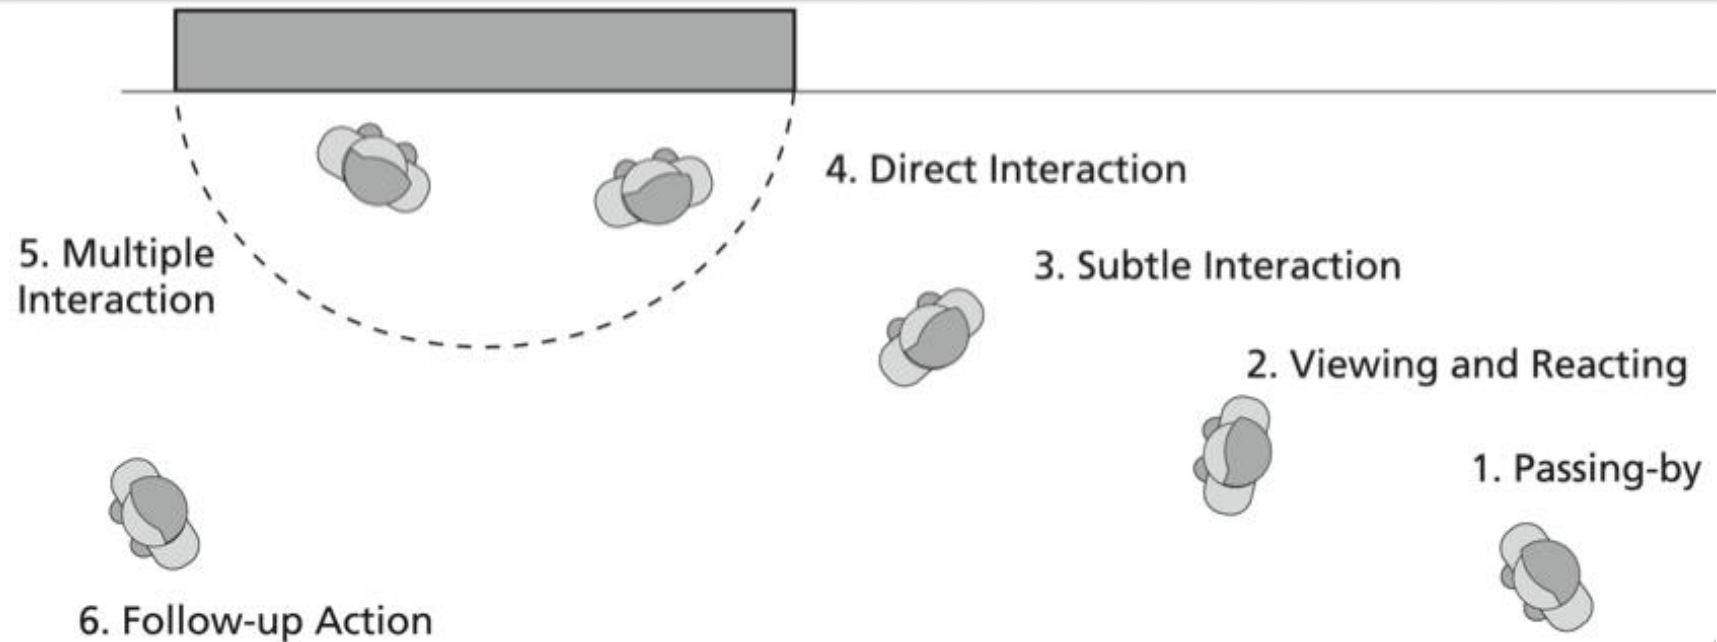 4. Direct Interaction
5. Multiple
Interaction
3. Subtle Interaction
2. Viewing and Reacting
1. Passing-by
6. Follow-up Action